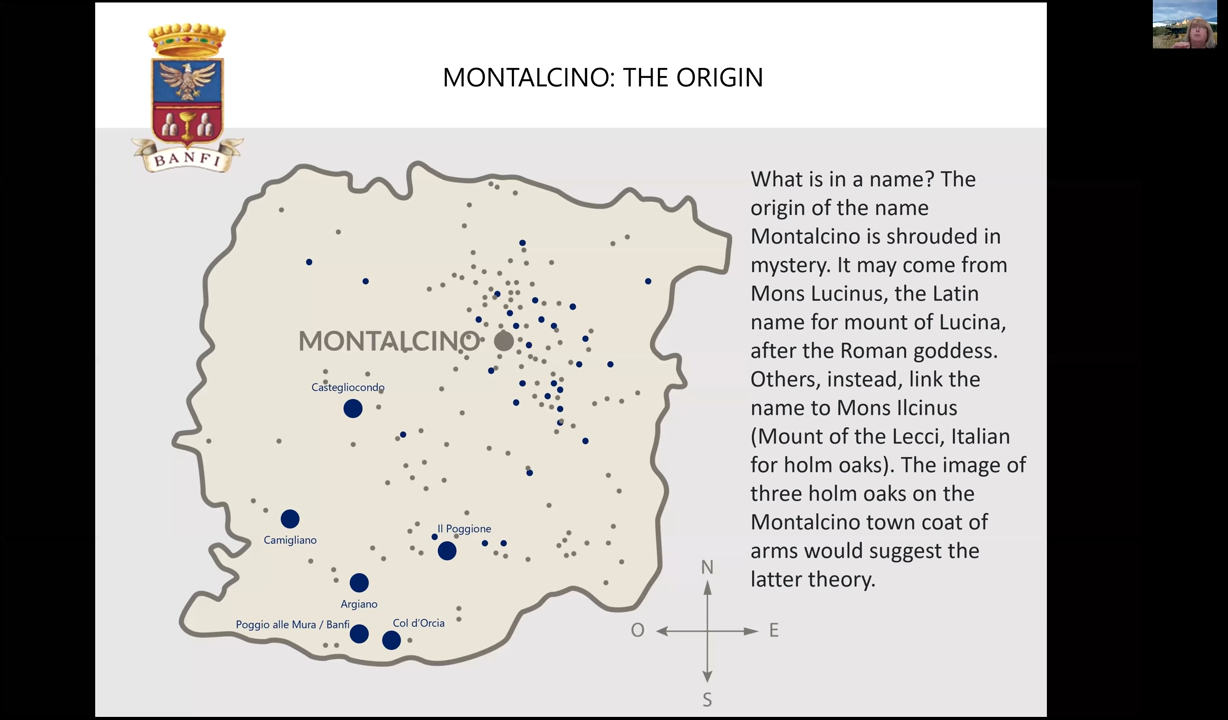 MONTALCINO: THE ORIGIN
BANFI
What is in a name? The
origin of the name
Montalcino is shrouded in
mystery. It may come from
Mons Lucinus, the Latin
name for mount of Lucina,
after the Roman goddess.
Others, instead, link the
name to Mons Ilcinus
(Mount of the Lecci, Italian
for holm oaks). The image of
three holm oaks on the
Montalcino town coat of
arms would suggest the
latter theory.
MONTALCINO
Castegliocondo
Camigliano
Il Poggione
Argiano
Poggio alle Mura / Banfi
Col d'Orcia
N
O
E
S